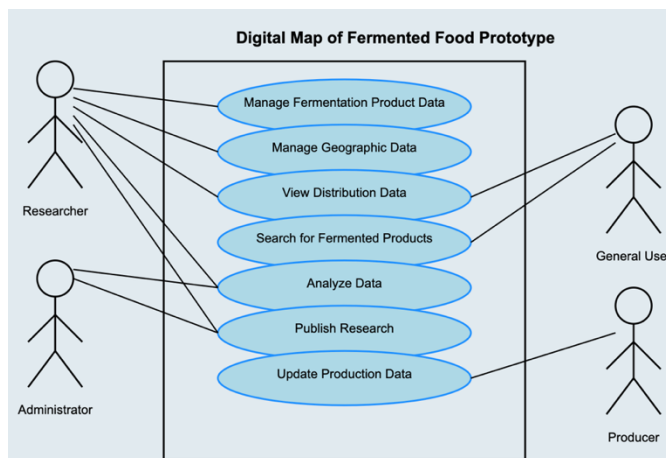 Digital Map of Fermented Food Prototype
Manage Fermentation Product Data
Manage Geographic Data
View Distribution Data
Search for Fermented Products
Analyze Data
Publish Research
Update Production Data
Researcher
Administrator
General Use
Producer